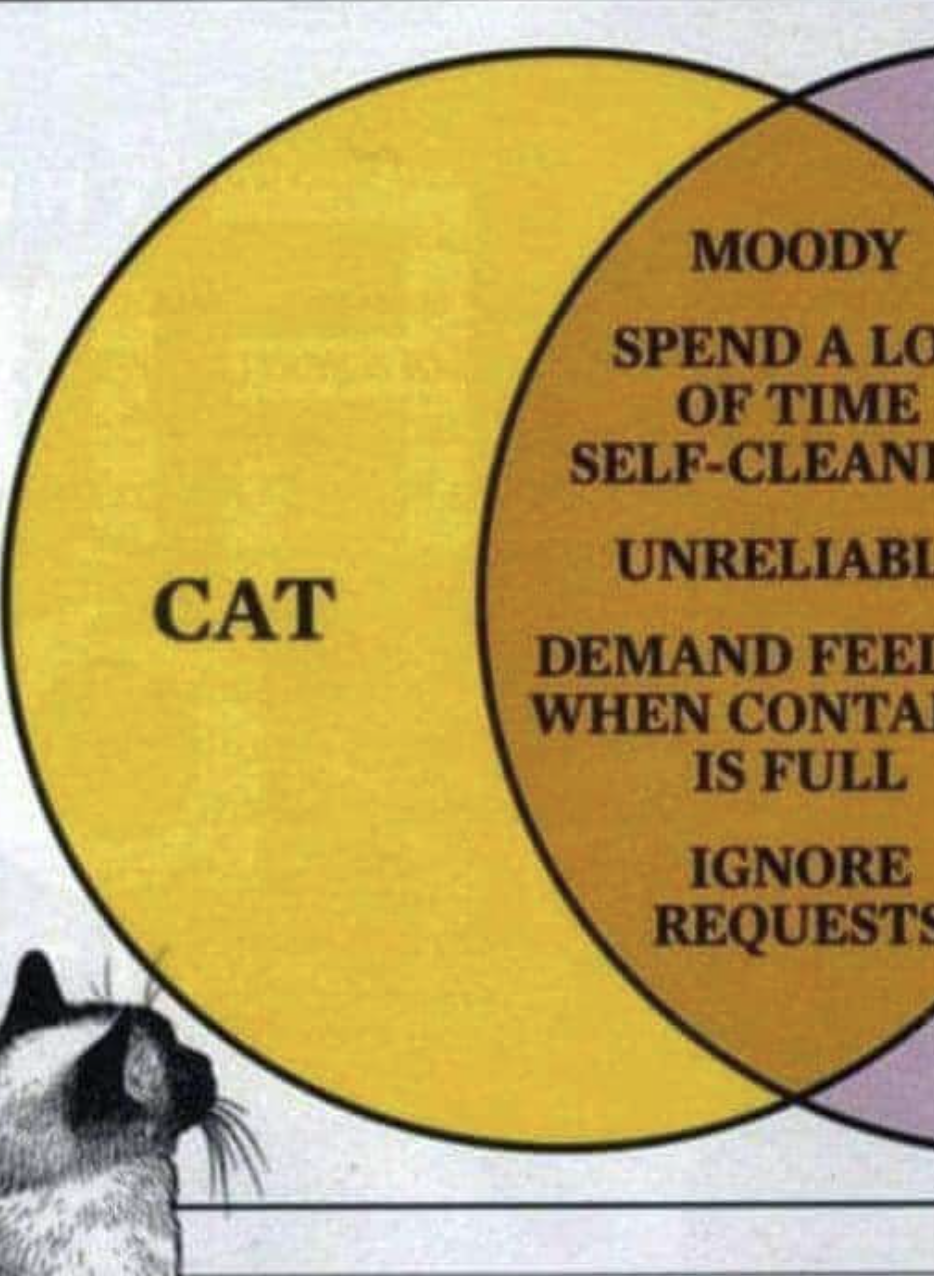 CAT
MOODY
SPEND A LO
OF TIME
SELF-CLEAN
UNRELIABL
DEMAND FEE
WHEN CONTA
IS FULL
IGNORE
REQUESTS